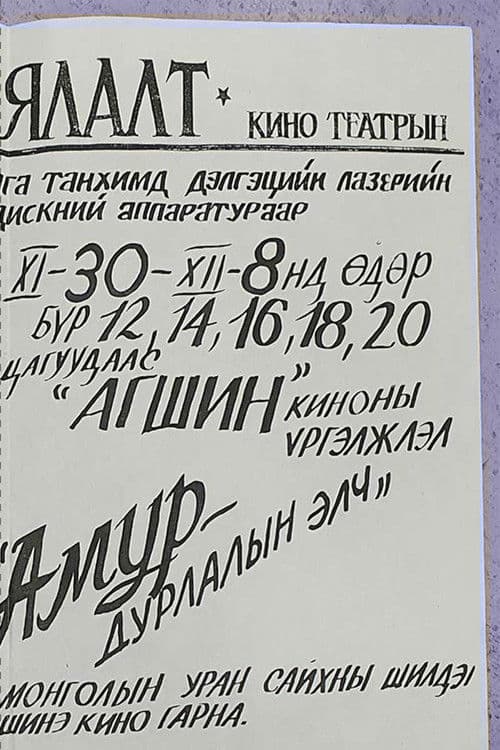 ЯЛАЛТ КИНО ТЕАТРЫН
га танхимд дэлгэцийн лазерийн
дискний аппаратураар
XI-30-XII-8НД ӨДӨР
БҮР 12, 14, 16, 18, 20
ЦАГУУДААС
"АГШИН" КИНОНЫ
ҮРГЭЛЖЛЭЛ
"Амур-
ДУРЛАЛЫН ЭЛЧ"
МОНГОЛЫН УРАН САЙХНЫ ШИЛДЭГ
ШИНЭ КИНО ГАРНА.